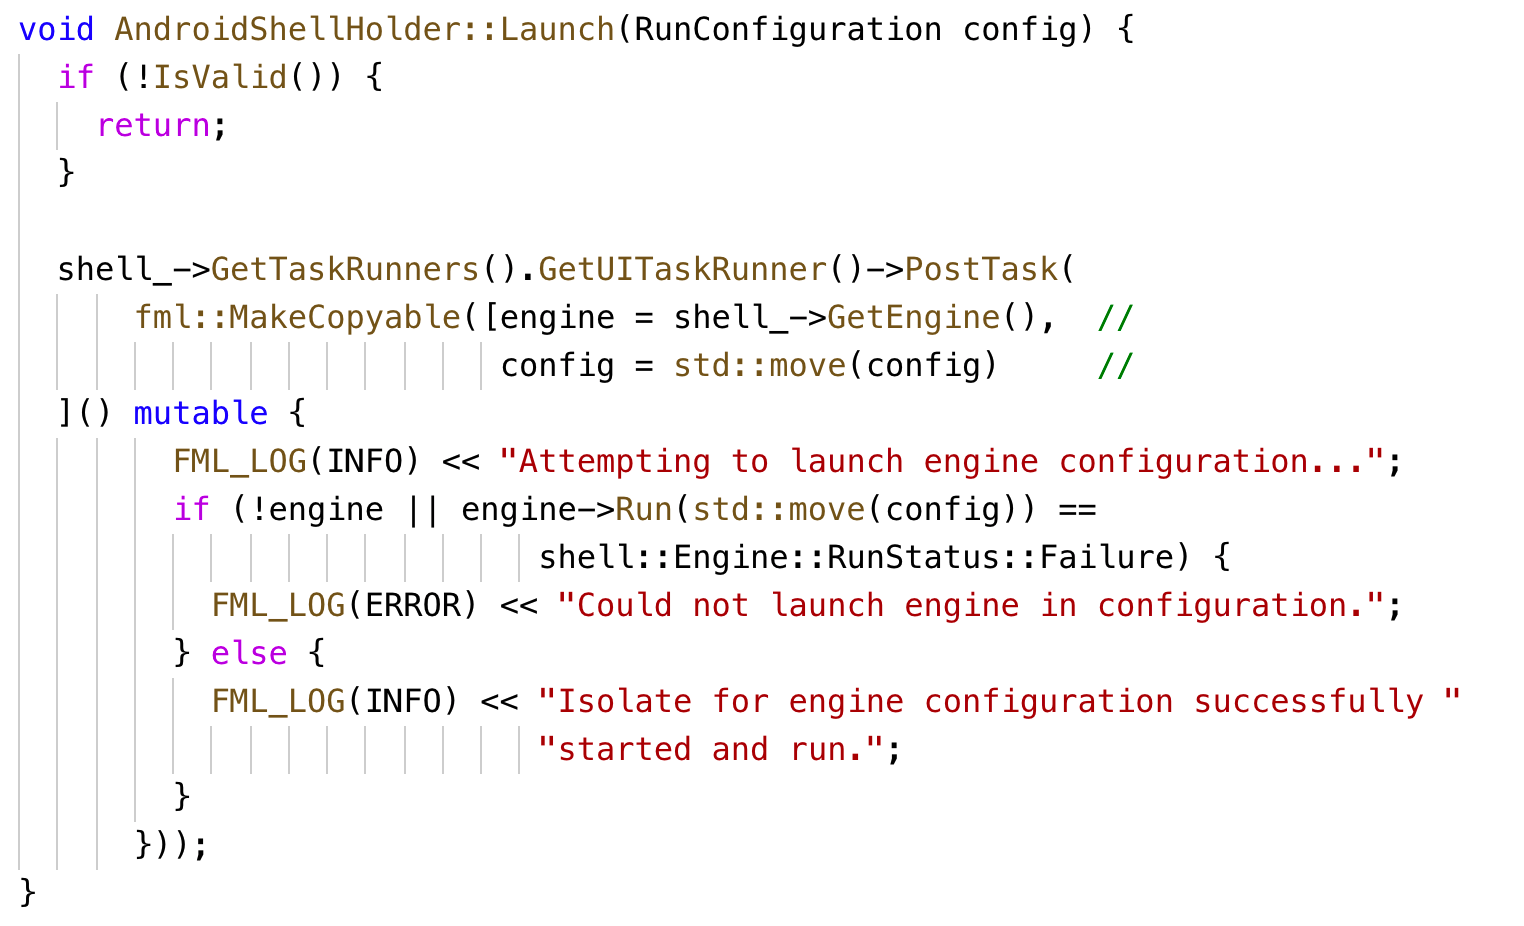 void AndroidShellHolder::Launch(RunConfiguration config) {
  if (!IsValid()) {
    return;
  }

  shell_->GetTaskRunners().GetUITaskRunner()->PostTask(
      fml::MakeCopyable([engine = shell_->GetEngine(),  //
                         config = std::move(config)     //
  ]() mutable {
        FML_LOG(INFO) << "Attempting to launch engine configuration...";
        if (!engine || engine->Run(std::move(config)) ==
                           shell::Engine::RunStatus::Failure) {
          FML_LOG(ERROR) << "Could not launch engine in configuration.";
        } else {
          FML_LOG(INFO) << "Isolate for engine configuration successfully "
                           "started and run.";
        }
      }));
}